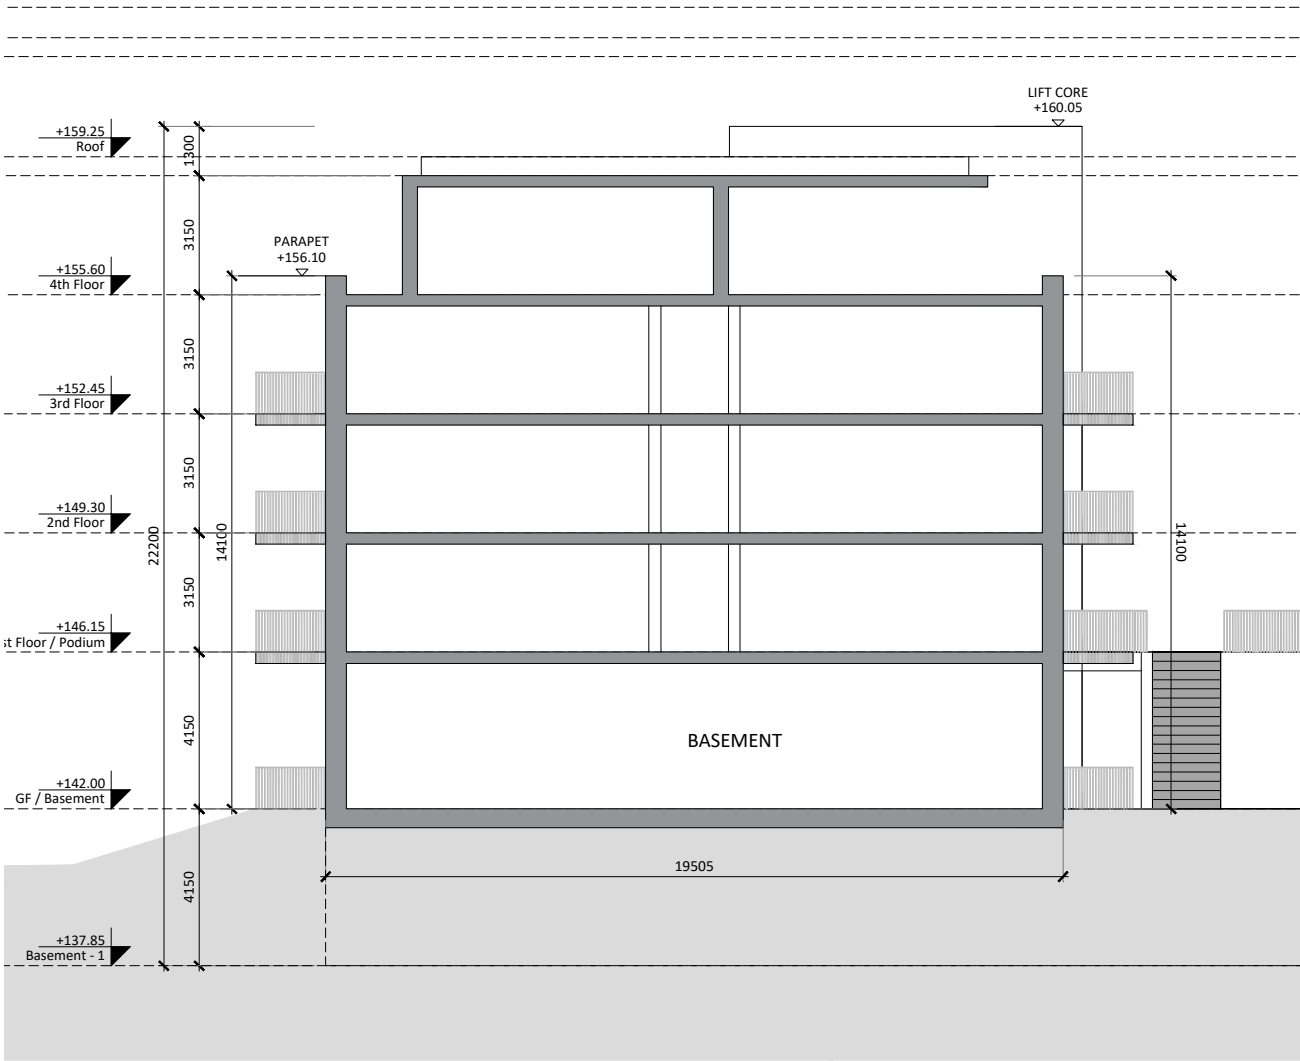 LIFT CORE
+160.05
+159.25
Roof
1300
3150
PARAPET
+156.10
+155.60
4th Floor
3150
+152.45
3rd Floor
3150
+149.30
2nd Floor
22200
14100
14100
3150
+146.15
st Floor / Podium
4150
BASEMENT
+142.00
GF / Basement
19505
4150
+137.85
Basement - 1